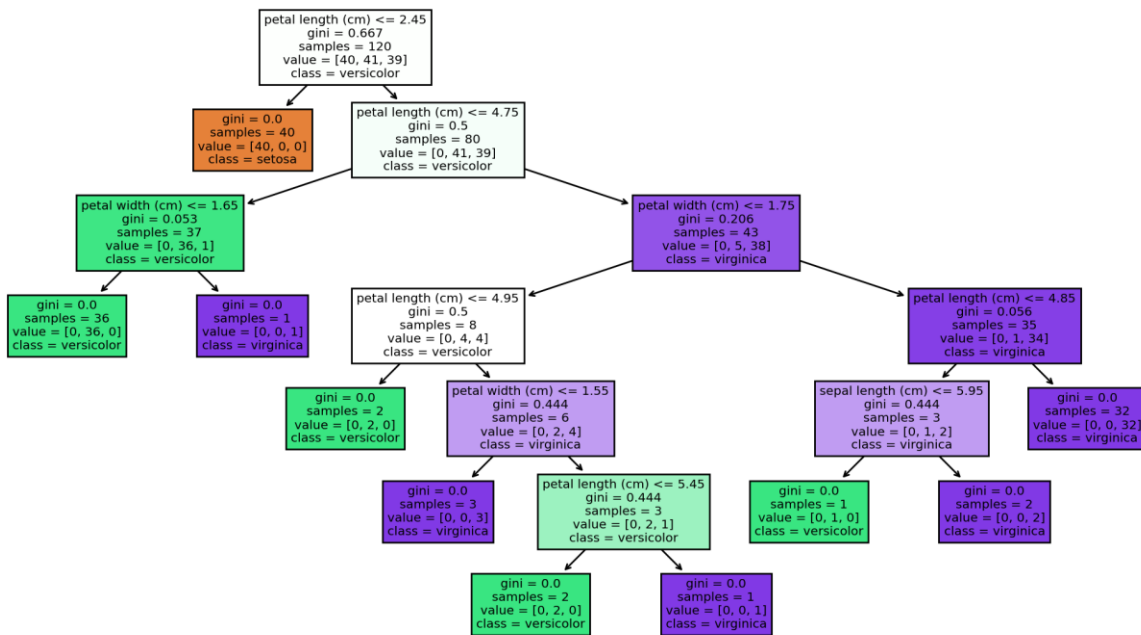 petal length (cm) <= 2.45
gini = 0.667
samples = 120
value = [40, 41, 39]
class = versicolor
gini = 0.0
samples = 40
value = [40, 0, 0]
class = setosa
petal length (cm) <= 4.75
gini = 0.5
samples = 80
value = [0, 41, 39]
class = versicolor
petal width (cm) <= 1.65
gini = 0.053
samples = 37
value = [0, 36, 1]
class = versicolor
petal width (cm) <= 1.75
gini = 0.206
samples = 43
value = [0, 5, 38]
class = virginica
gini = 0.0
samples = 36
value = [0, 36, 0]
class = versicolor
gini = 0.0
samples = 1
value = [0, 0, 1]
class = virginica
petal length (cm) <= 4.95
gini = 0.5
samples = 8
value = [0, 4, 4]
class = versicolor
petal length (cm) <= 4.85
gini = 0.056
samples = 35
value = [0, 1, 34]
class = virginica
gini = 0.0
samples = 2
value = [0, 2, 0]
class = versicolor
petal width (cm) <= 1.55
gini = 0.444
samples = 6
value = [0, 2, 4]
class = virginica
sepal length (cm) <= 5.95
gini = 0.444
samples = 3
value = [0, 1, 2]
class = virginica
gini = 0.0
samples = 32
value = [0, 0, 32]
class = virginica
gini = 0.0
samples = 3
value = [0, 0, 3]
class = virginica
petal length (cm) <= 5.45
gini = 0.444
samples = 3
value = [0, 2, 1]
class = versicolor
gini = 0.0
samples = 1
value = [0, 1, 0]
class = versicolor
gini = 0.0
samples = 2
value = [0, 0, 2]
class = virginica
gini = 0.0
samples = 2
value = [0, 2, 0]
class = versicolor
gini = 0.0
samples = 1
value = [0, 0, 1]
class = virginica